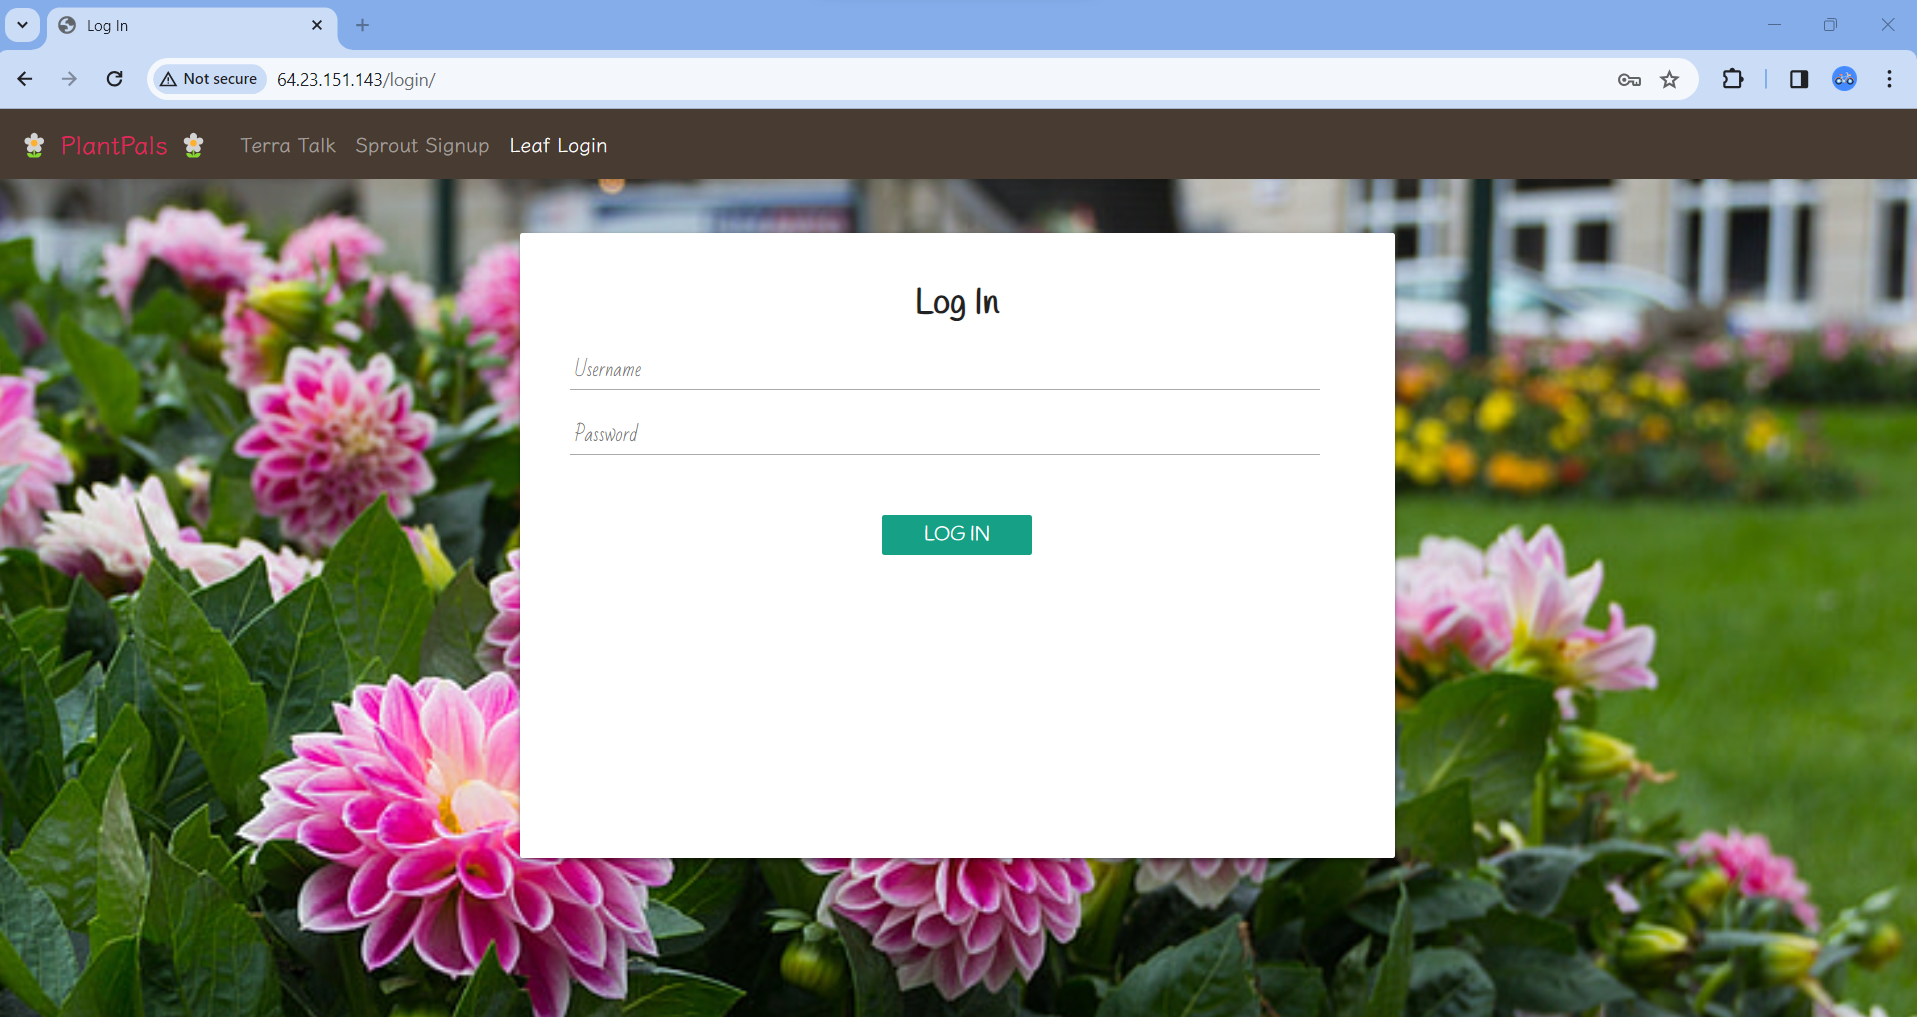 Log In
Not secure
64.23.151.143/login/
PlantPals
Terra Talk
Sprout Signup
Leaf Login
Log In
Username
Password
LOG IN